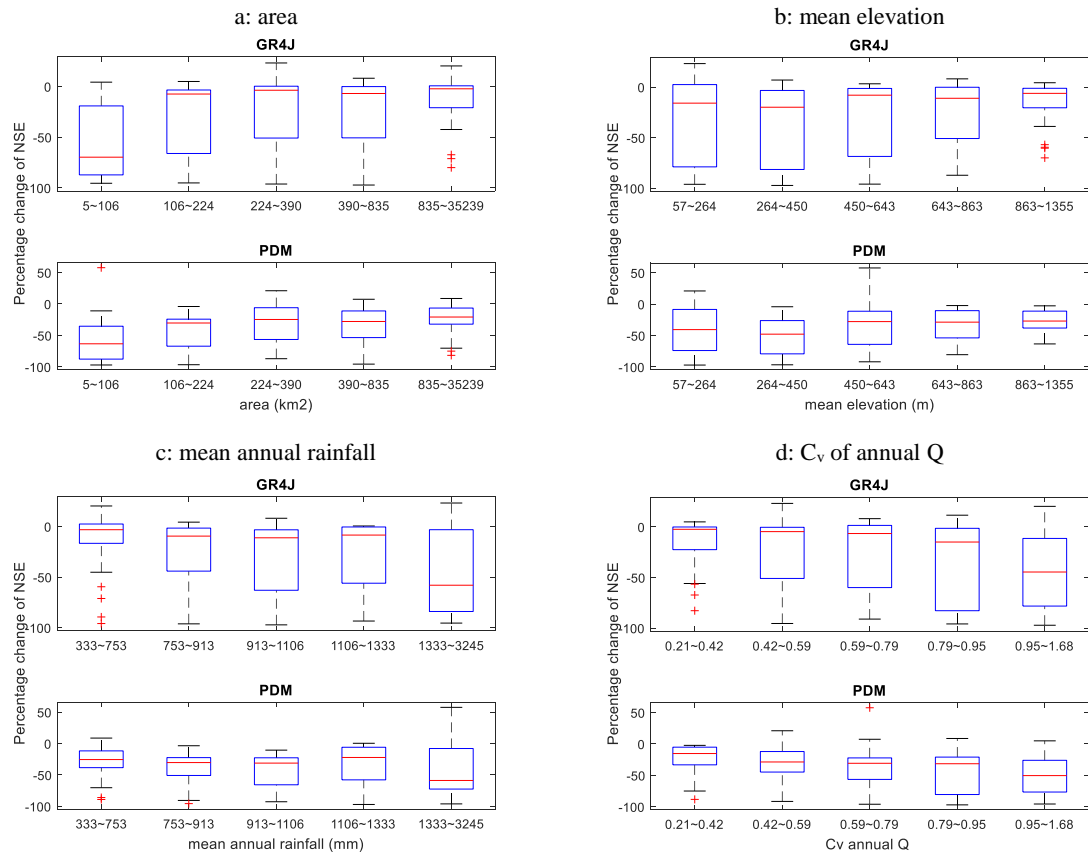 a: area
GR4J
0
-50
-100
5~106 106~224 224~390 390~835 835~35239
PDM
50
0
-50
-100
5~106 106~224 224~390 390~835 835~35239
area (km2)
Percentage change of NSE
b: mean elevation
GR4J
0
-50
-100
57~264 264~450 450~643 643~863 863~1355
PDM
50
0
-50
-100
57~264 264~450 450~643 643~863 863~1355
mean elevation (m)
Percentage change of NSE
c: mean annual rainfall
GR4J
0
-50
-100
333~753 753~913 913~1106 1106~1333 1333~3245
PDM
50
0
-50
-100
333~753 753~913 913~1106 1106~1333 1333~3245
mean annual rainfall (mm)
Percentage change of NSE
d: Cv of annual Q
GR4J
0
-50
-100
0.21~0.42 0.42~0.59 0.59~0.79 0.79~0.95 0.95~1.68
PDM
50
0
-50
-100
0.21~0.42 0.42~0.59 0.59~0.79 0.79~0.95 0.95~1.68
Cv annual Q
Percentage change of NSE